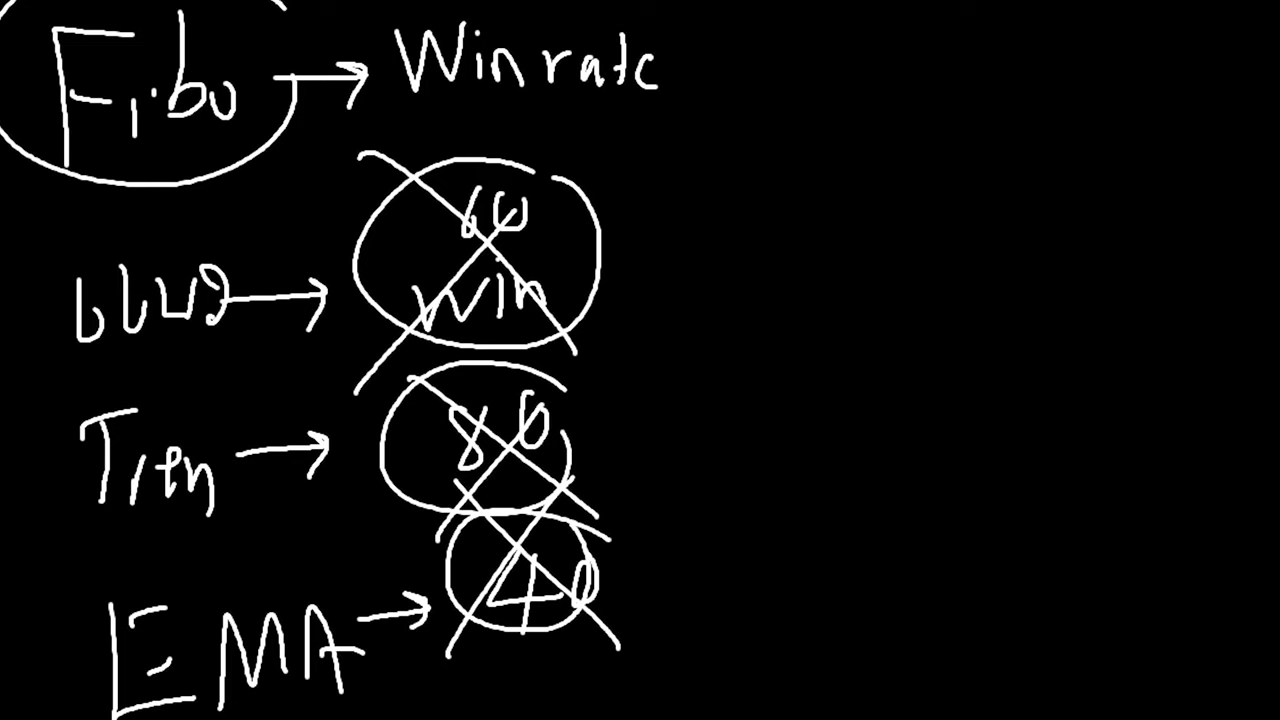 Fibo → Winrate
60
Win
Tren →
80
40
EMA →